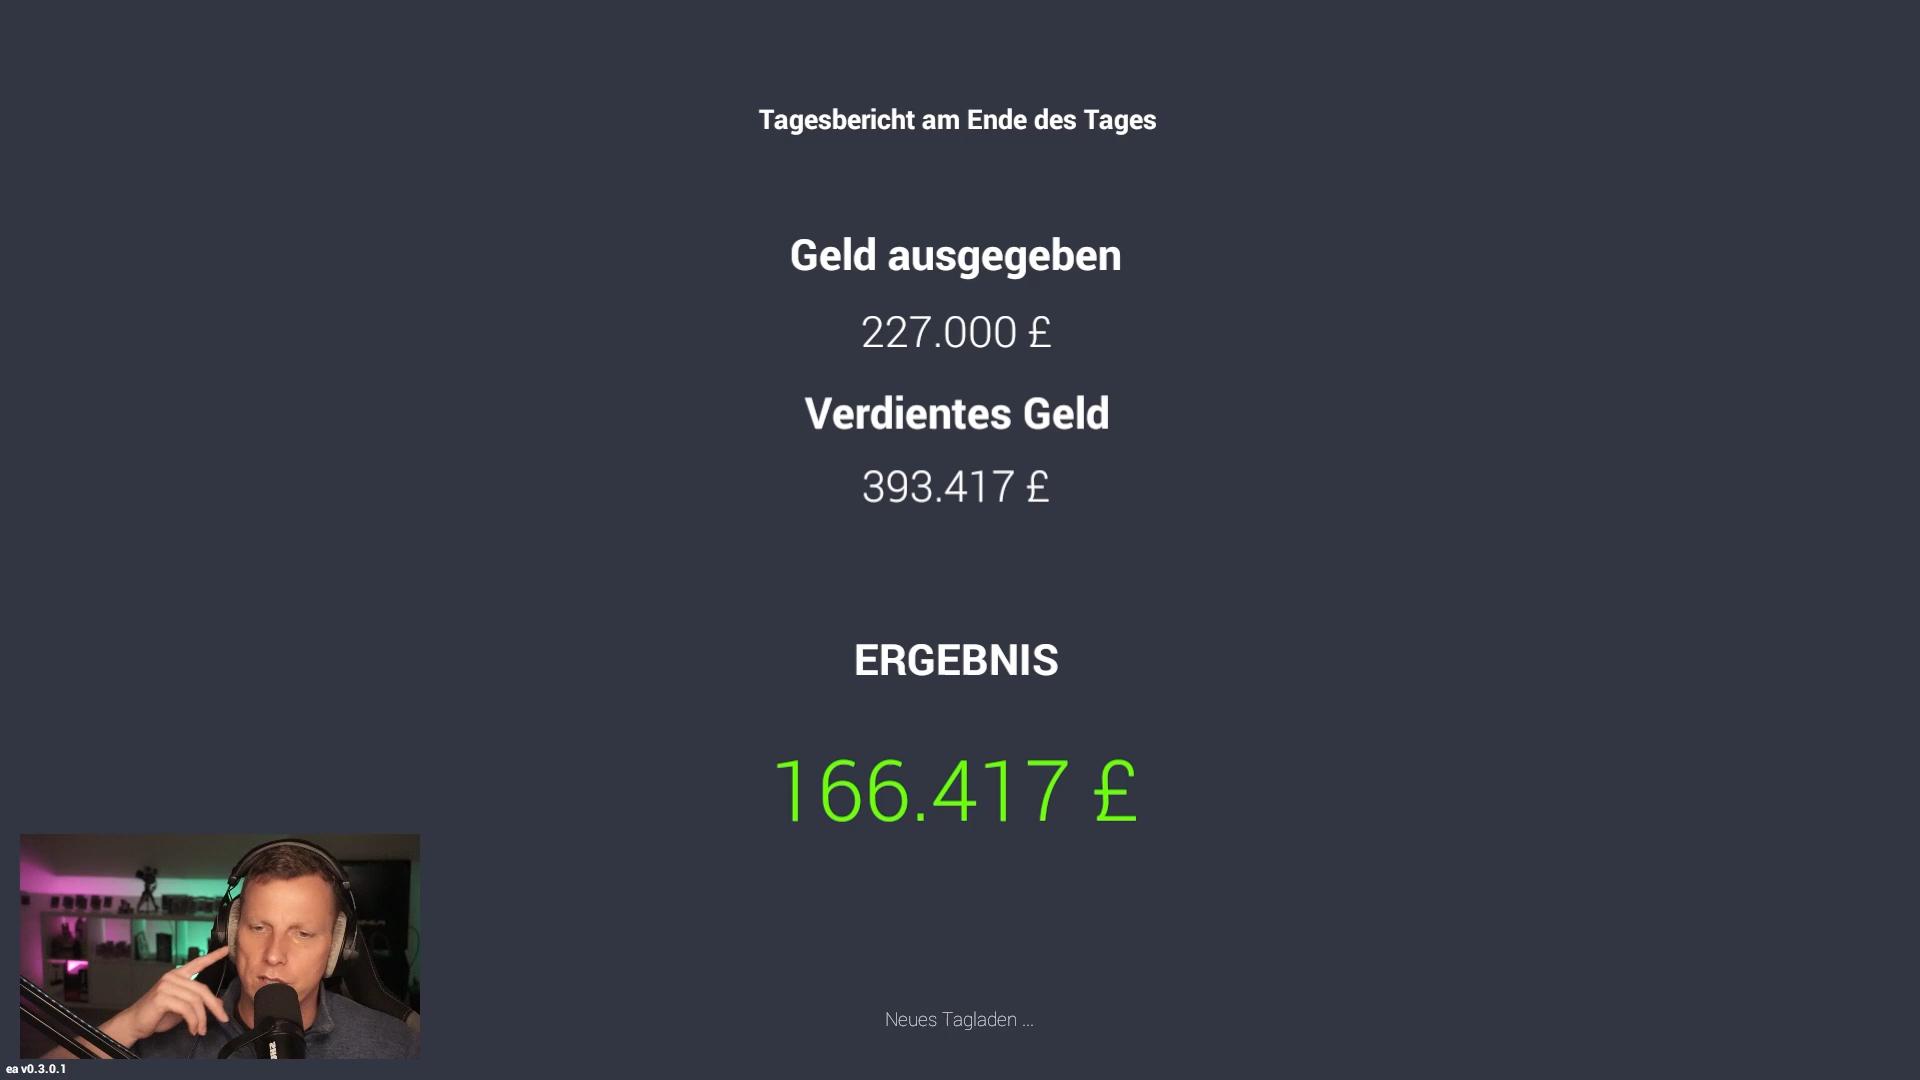 Tagesbericht am Ende des Tages
Geld ausgegeben
227.000 £
Verdientes Geld
393.417 £
ERGEBNIS
166.417 £
Neues Tagladen ...
ea v0.3.0.1